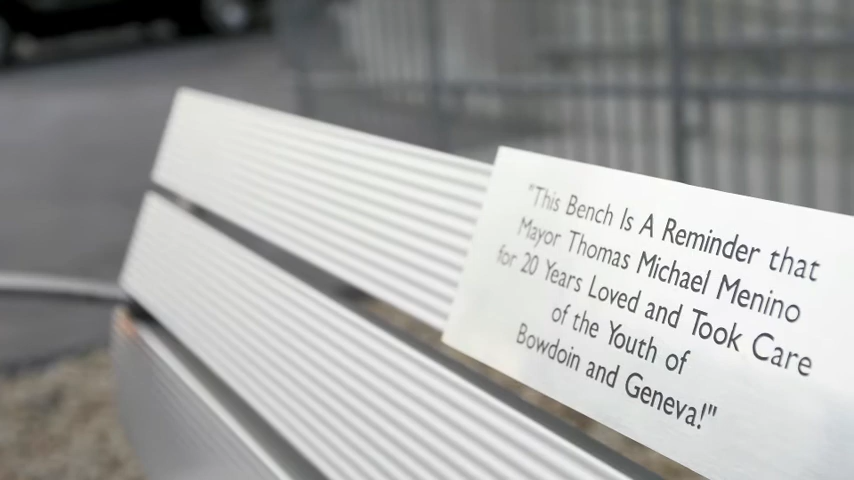 "This Bench Is A Reminder that
Mayor Thomas Michael Menino
for 20 Years Loved and Took Care
of the Youth of
Bowdoin and Geneva!"